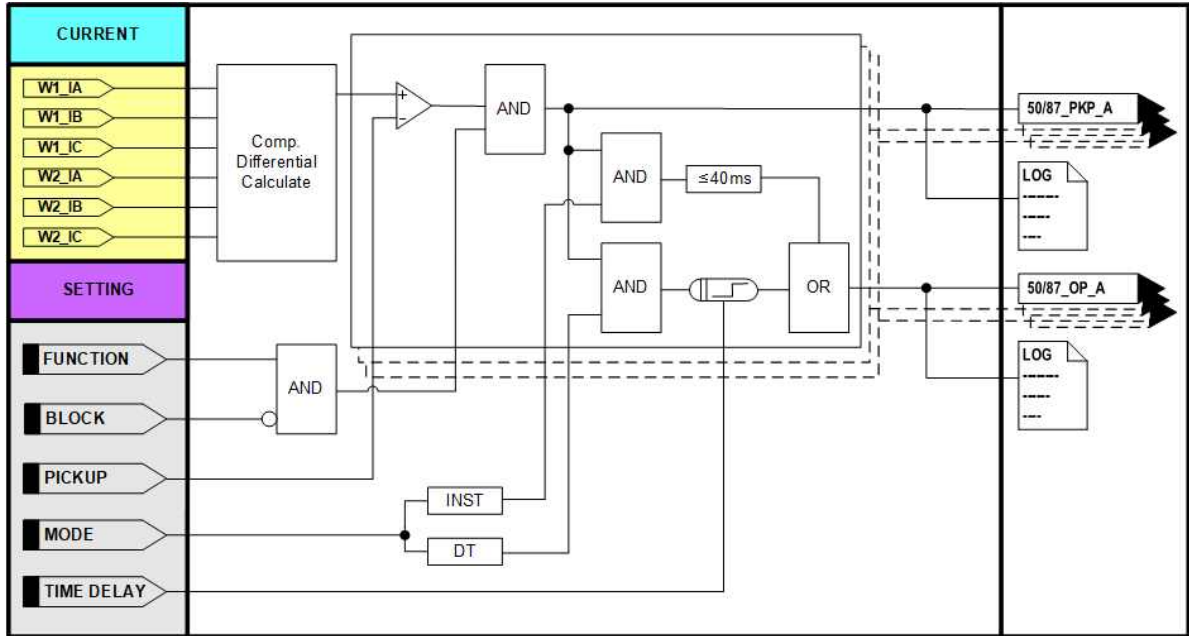 CURRENT
W1_IA
W1_IB
W1_IC
W2_IA
W2_IB
W2_IC
SETTING
FUNCTION
BLOCK
PICKUP
MODE
TIME DELAY
Comp.
Differential
Calculate
+
−
AND
AND
≤40ms
AND
OR
AND
INST
DT
50/87_PKP_A
LOG
50/87_OP_A
LOG